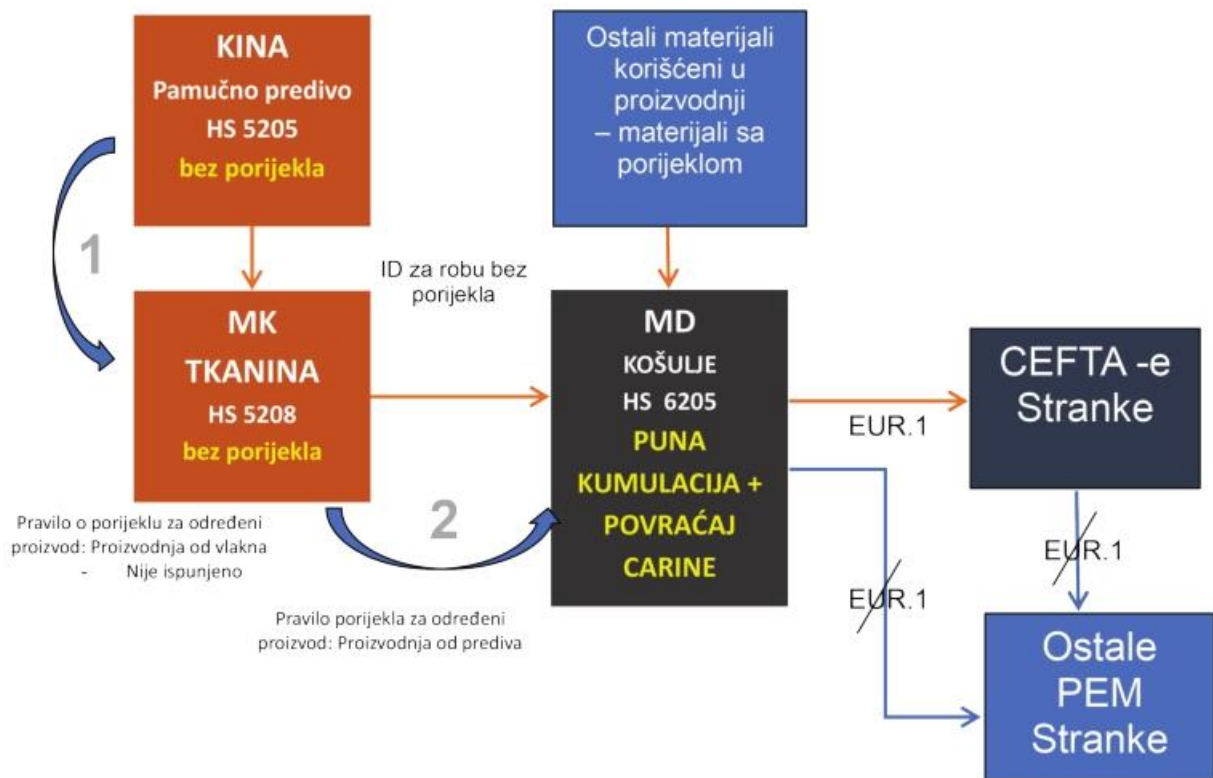 KINA
Pamučno predivo
HS 5205
bez porijekla
Ostali materijali
korišćeni u
proizvodnji
– materijali sa
porijeklom
1
ID za robu bez
porijekla
MK
TKANINA
HS 5208
bez porijekla
MD
KOŠULJE
HS 6205
PUNA
KUMULACIJA +
POVRAĆAJ
CARINE
CEFTA -e
Stranke
EUR.1
2
Pravilo o porijeklu za određeni
proizvod: Proizvodnja od vlakna
- Nije ispunjeno
Pravilo porijekla za određeni
proizvod: Proizvodnja od prediva
EUR.1
EUR.1
Ostale
PEM
Stranke